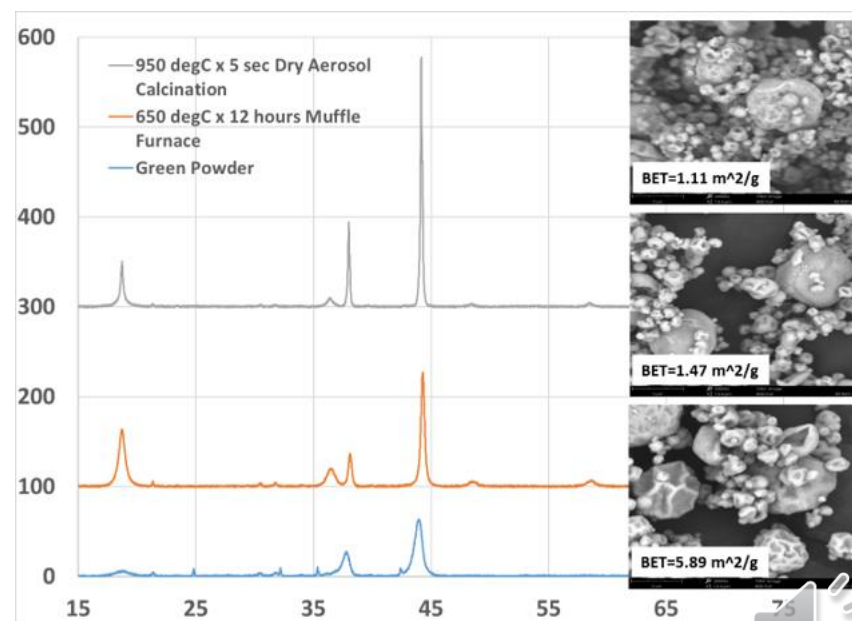 600
500
400
300
200
100
0
950 degC x 5 sec Dry Aerosol
Calcination
650 degC x 12 hours Muffle
Furnace
Green Powder
BET=1.11 m^2/g
BET=1.47 m^2/g
BET=5.89 m^2/g
15
25
35
45
55
65
75